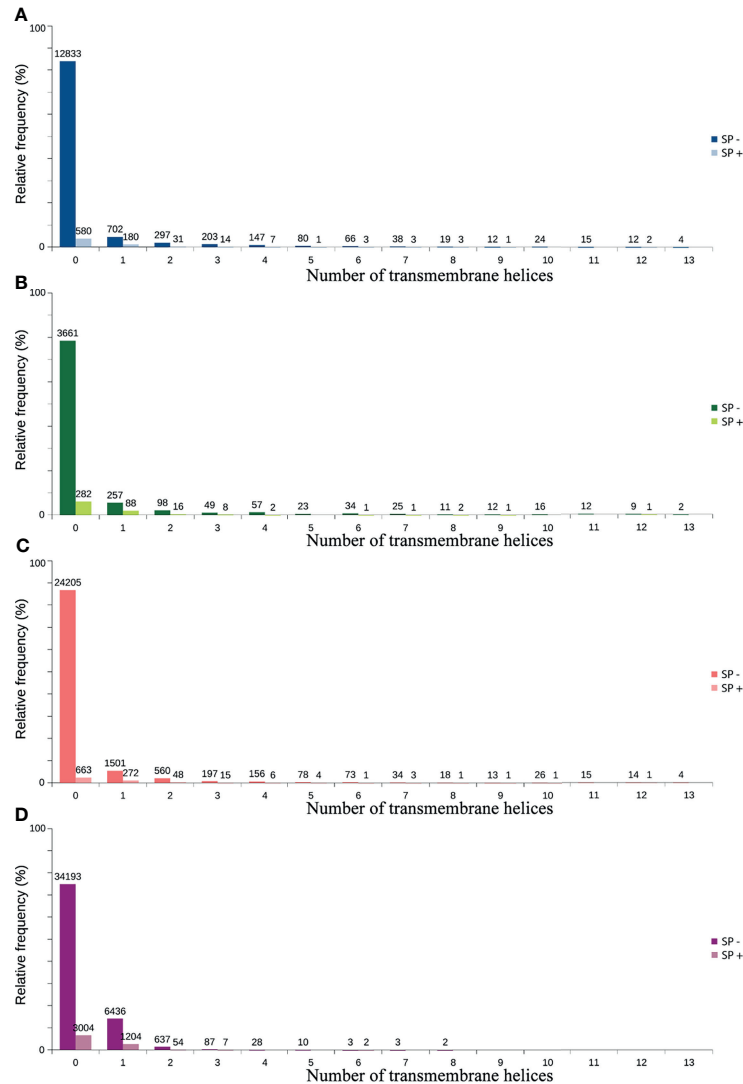 A
Relative frequency (%)
100
0
12833 580 702 180 297 31 203 14 147 7 80 1 66 3 38 3 19 3 12 1 24 15 12 2 4
0 1 2 3 4 5 6 7 8 9 10 11 12 13
Number of transmembrane helices
SP -
SP +
B
Relative frequency (%)
100
0
3661 282 257 88 98 16 49 8 57 2 23 34 1 25 1 11 2 12 1 16 12 9 1 2
0 1 2 3 4 5 6 7 8 9 10 11 12 13
Number of transmembrane helices
SP -
SP +
C
Relative frequency (%)
100
0
24205 663 1501 272 560 48 197 15 156 6 78 4 73 1 34 3 18 1 13 1 26 1 15 14 1 4
0 1 2 3 4 5 6 7 8 9 10 11 12 13
Number of transmembrane helices
SP -
SP +
D
Relative frequency (%)
100
0
34193 3004 6436 1204 637 54 87 7 28 10 3 2 3 2
0 1 2 3 4 5 6 7 8 9 10 11 12 13
Number of transmembrane helices
SP -
SP +